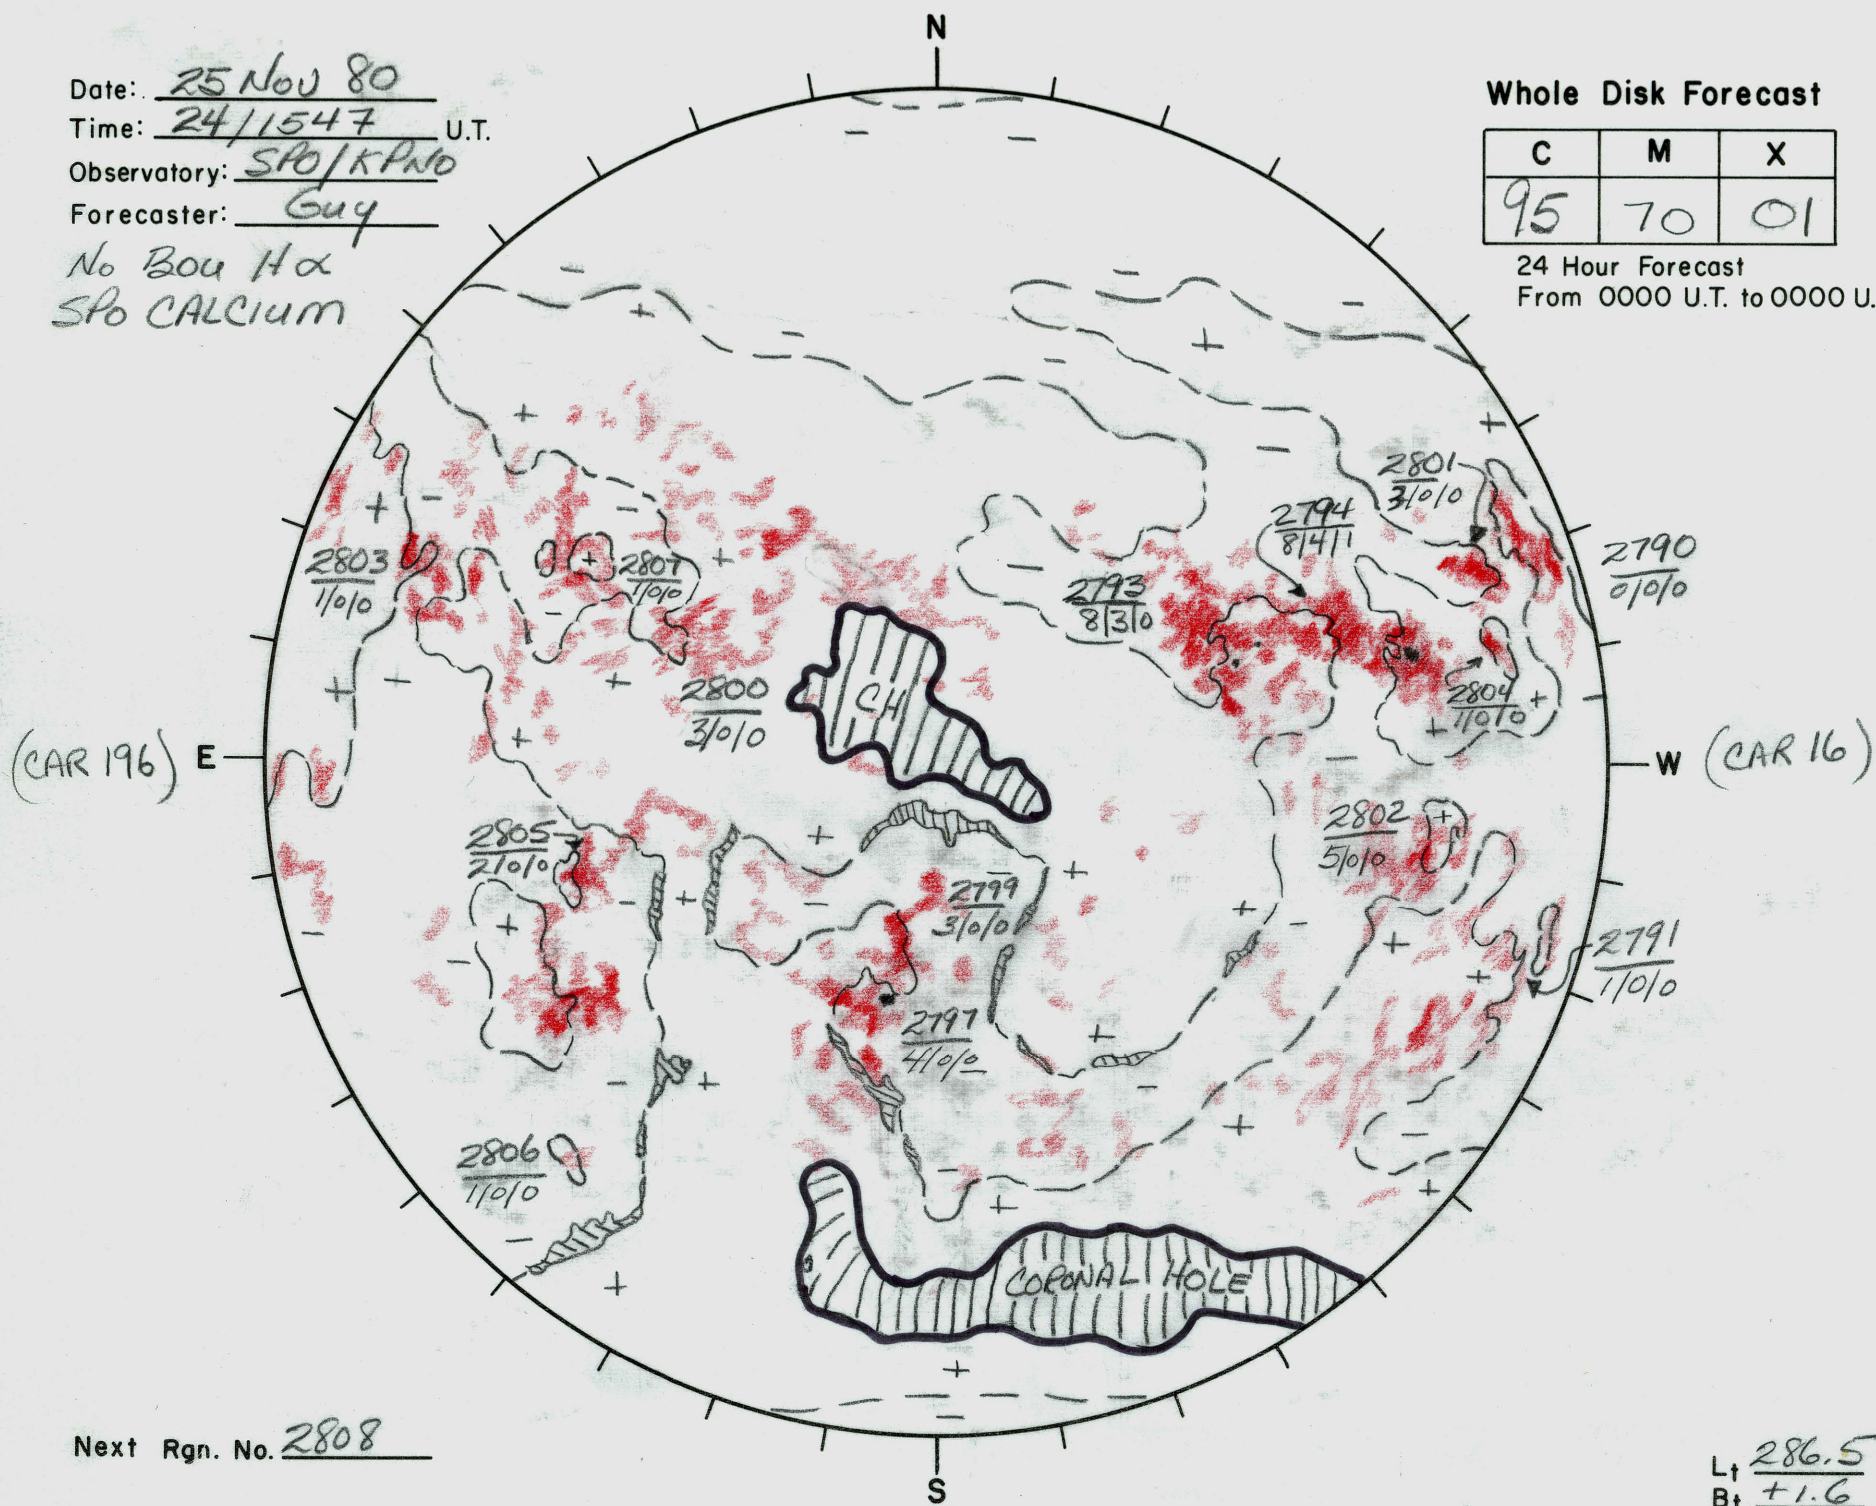 N
Date: 25 Nov 80
Time: 24/1547 U.T.
Observatory: SPO/KPNO
Forecaster: Guy
No Bou Hα
SPO CALCIUM
Whole Disk Forecast
C M X
95 70 01
24 Hour Forecast
From 0000 U.T. to 0000 U.
2801
3/0/0
2794
8/4/1
2790
0/0/0
2803
1/0/0
2807
1/0/0
2793
8/3/0
2800
3/0/0
CH
2804
1/0/0
(CAR 196) E
W (CAR 16)
2805
2/0/0
2802
5/0/0
2799
3/0/0
2791
1/0/0
2797
4/0/0
2806
1/0/0
CORONAL HOLE
Next Rgn. No. 2808
S
Lt 286.5
Bt +1.6